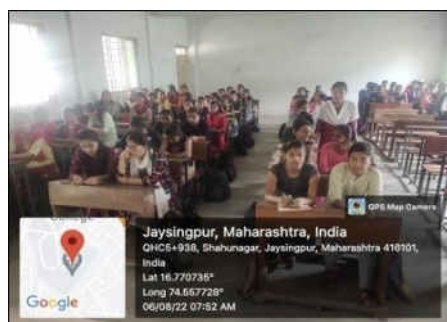 College
Google
GPS Map Camera
Jaysingpur, Maharashtra, India
QHC5+938, Shahunagar, Jaysingpur, Maharashtra 416101,
India
Lat 16.770735°
Long 74.557728°
06/08/22 07:52 AM